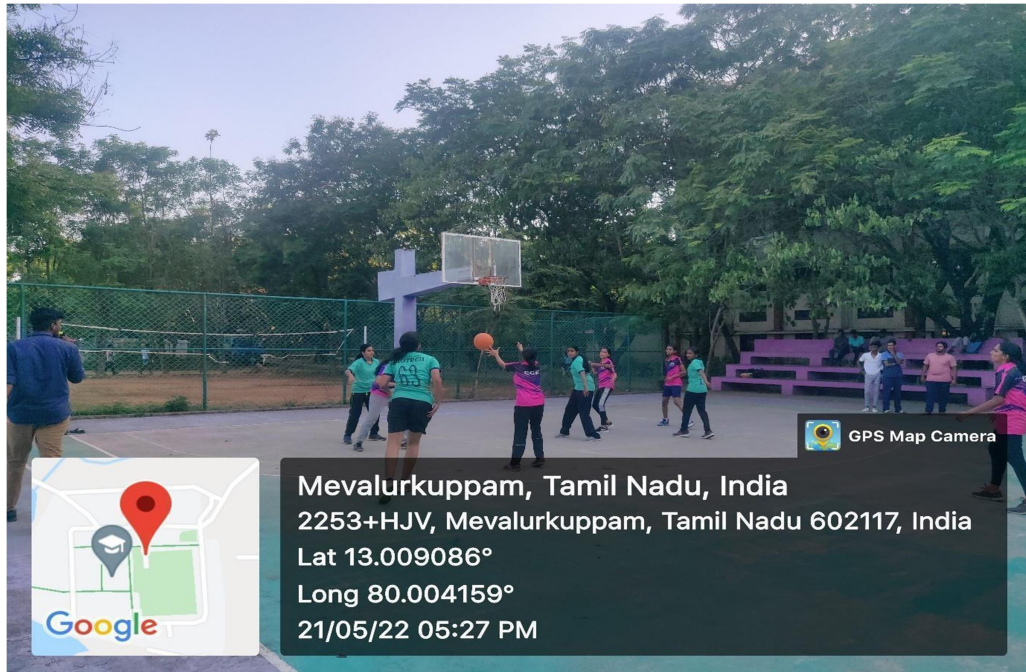 63
GPS Map Camera
Mevalurkuppam, Tamil Nadu, India
2253+HJV, Mevalurkuppam, Tamil Nadu 602117, India
Lat 13.009086°
Long 80.004159°
21/05/22 05:27 PM
Google